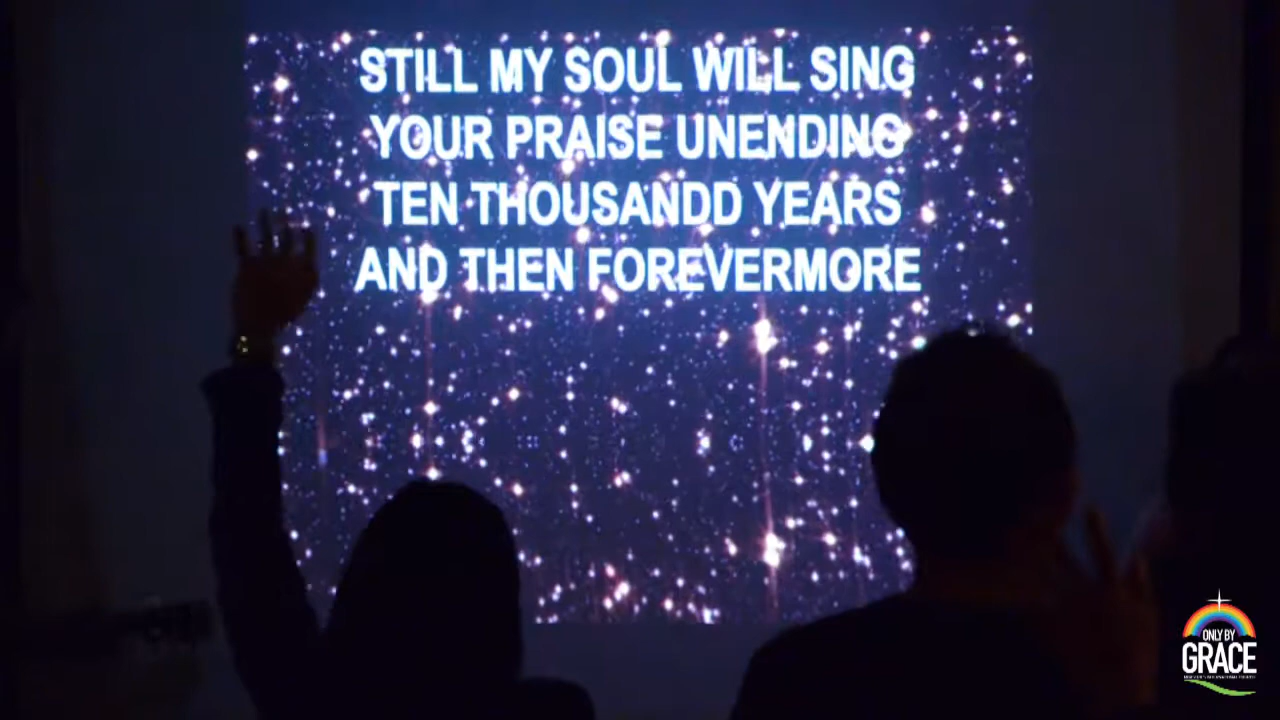 STILL MY SOUL WILL SING
YOUR PRAISE UNENDING
TEN THOUSANDD YEARS
AND THEN FOREVERMORE
ONLY BY
GRACE